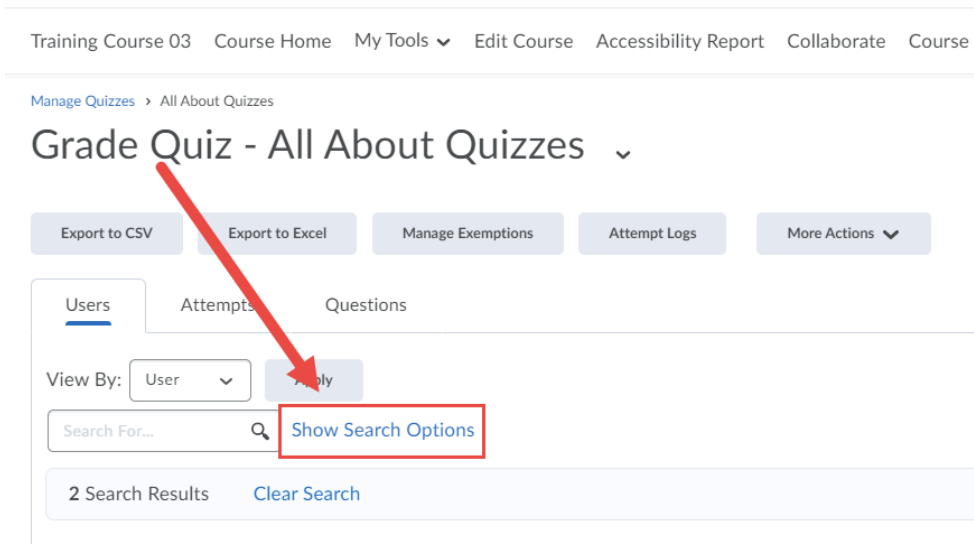 Training Course 03 Course Home My Tools Edit Course Accessibility Report Collaborate Course
Manage Quizzes › All About Quizzes
Grade Quiz - All About Quizzes
Export to CSV Export to Excel Manage Exemptions Attempt Logs More Actions
Users Attempts Questions
View By: User Apply
Search For... Show Search Options
2 Search Results Clear Search